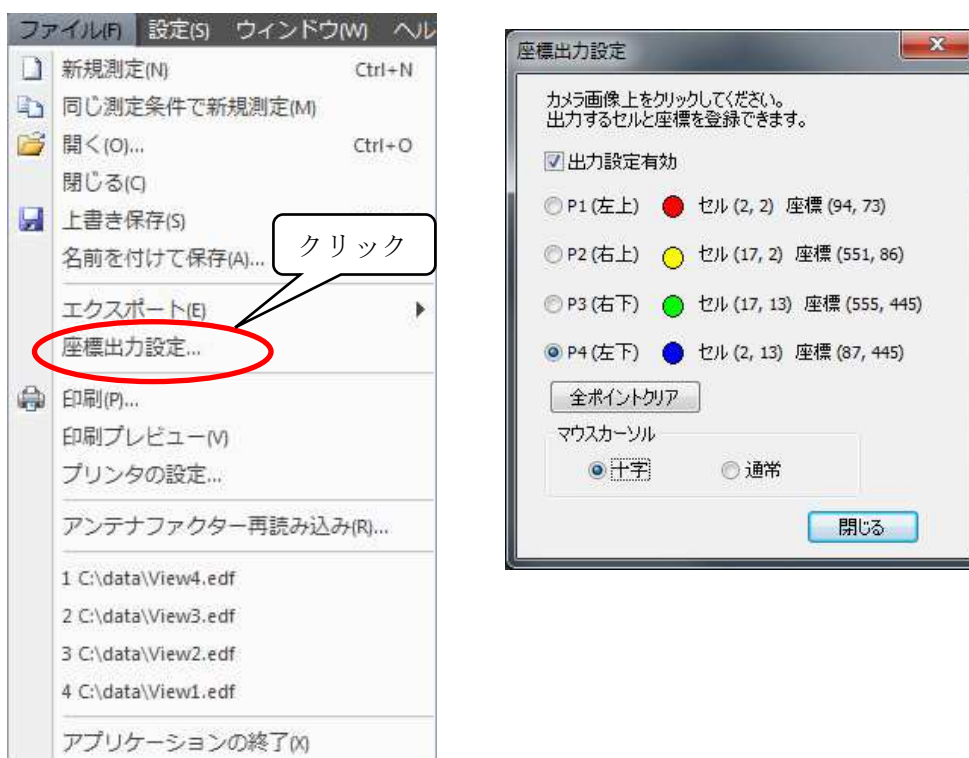 ファイル(F) 設定(S) ウィンドウ(W) ヘル
新規測定(N) Ctrl+N
同じ測定条件で新規測定(M)
開く(O)... Ctrl+O
閉じる(C)
上書き保存(S)
名前を付けて保存(A)...
クリック
エクスポート(E)
座標出力設定...
印刷(P)...
印刷プレビュー(V)
プリンタの設定...
アンテナファクター再読み込み(R)...
1 C:\data\View4.edf
2 C:\data\View3.edf
3 C:\data\View2.edf
4 C:\data\View1.edf
アプリケーションの終了(X)
座標出力設定
カメラ画像上をクリックしてください。
出力するセルと座標を登録できます。
出力設定有効
P1(左上) セル (2, 2) 座標 (94, 73)
P2(右上) セル (17, 2) 座標 (551, 86)
P3(右下) セル (17, 13) 座標 (555, 445)
P4(左下) セル (2, 13) 座標 (87, 445)
全ポイントクリア
マウスカーソル
十字 通常
閉じる